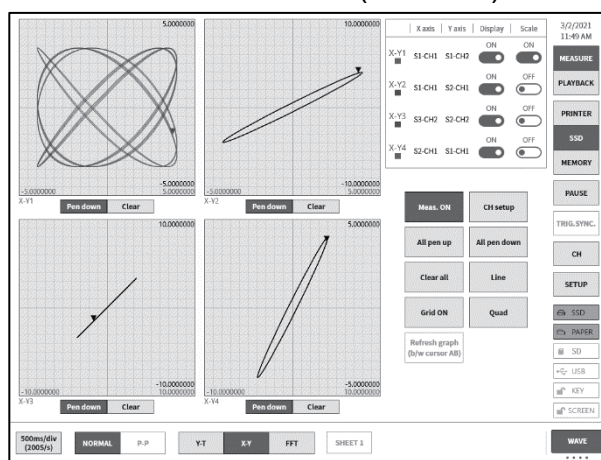 5.0000000
-5.0000000
-5.0000000 5.0000000
X-Y1
Pen down Clear
10.0000000
-10.0000000
-5.0000000 5.0000000
X-Y2
Pen down Clear
10.0000000
-10.0000000
-10.0000000 10.0000000
X-Y3
Pen down Clear
5.0000000
-5.0000000
-10.0000000 10.0000000
X-Y4
Pen down Clear
X axis Y axis Display Scale
X-Y1 S1-CH1 S1-CH2 ON ON
X-Y2 S1-CH1 S2-CH1 ON OFF
X-Y3 S3-CH2 S3-CH2 ON OFF
X-Y4 S2-CH1 S1-CH1 ON OFF
Meas. ON CH setup
All pen up All pen down
Clear all Line
Grid ON Quad
Refresh graph
(b/w cursor AB)
3/2/2021
11:49 AM
MEASURE
PLAYBACK
PRINTER
SSD
MEMORY
PAUSE
TRIG.SYNC.
CH
SETUP
SSD
PAPER
SD
USB
KEY
SCREEN
500ms/div
(200S/s)
NORMAL P-P
Y-T X-Y FFT
SHEET 1
WAVE